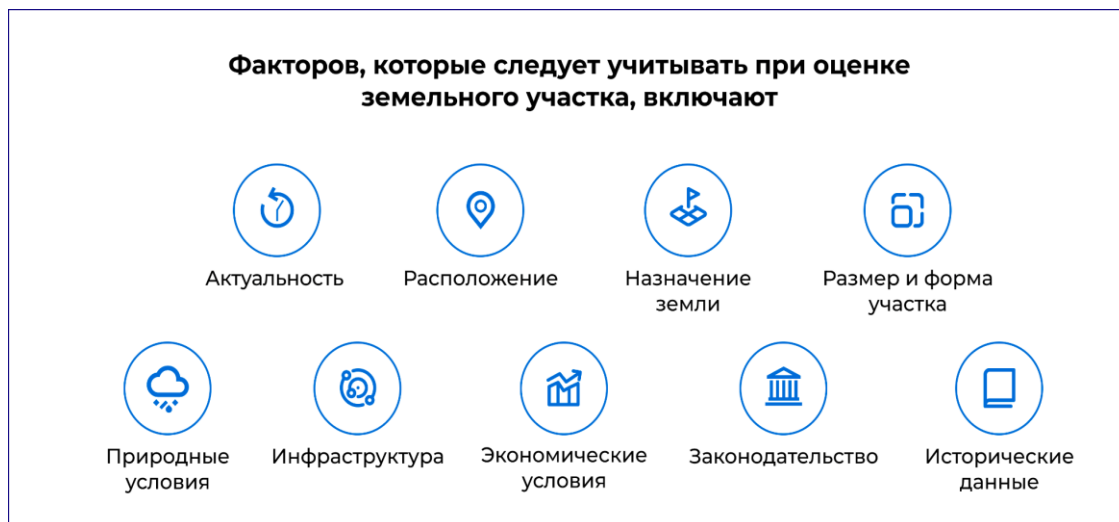 Факторов, которые следует учитывать при оценке
земельного участка, включают
Актуальность
Расположение
Назначение
земли
Размер и форма
участка
Природные
условия
Инфраструктура
Экономические
условия
Законодательство
Исторические
данные